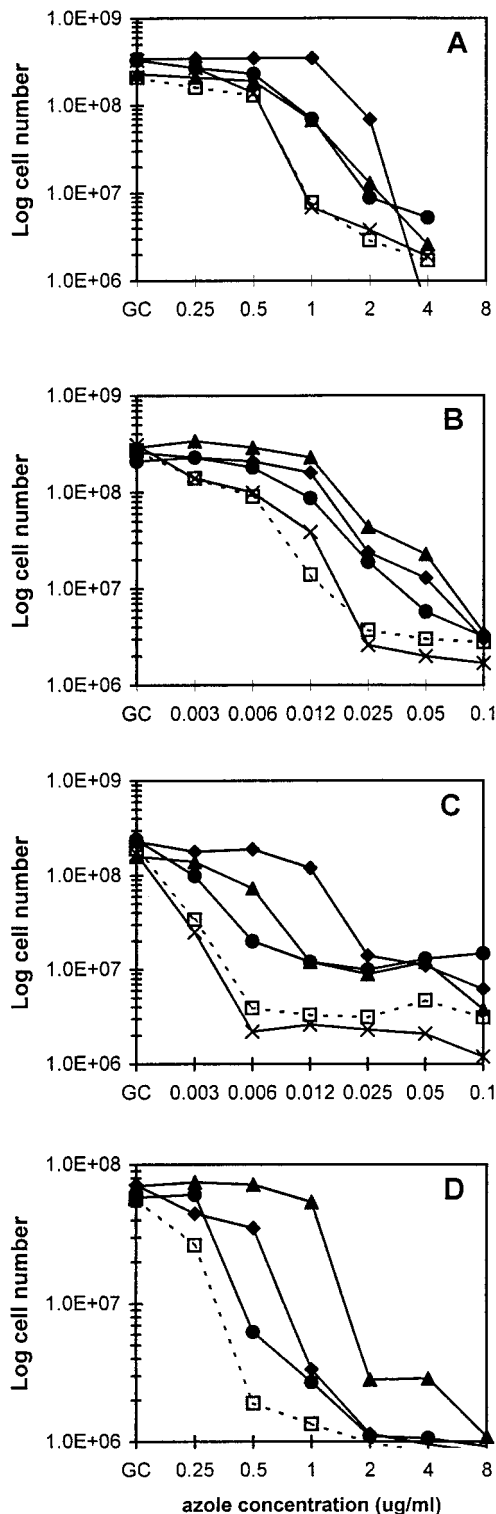 A
1.0E+09
1.0E+08
1.0E+07
1.0E+06
Log cell number
GC 0.25 0.5 1 2 4 8
B
1.0E+09
1.0E+08
1.0E+07
1.0E+06
Log cell number
GC 0.003 0.006 0.012 0.025 0.05 0.1
C
1.0E+09
1.0E+08
1.0E+07
1.0E+06
Log cell number
GC 0.003 0.006 0.012 0.025 0.05 0.1
D
1.0E+08
1.0E+07
1.0E+06
Log cell number
GC 0.25 0.5 1 2 4 8
azole concentration (ug/ml)